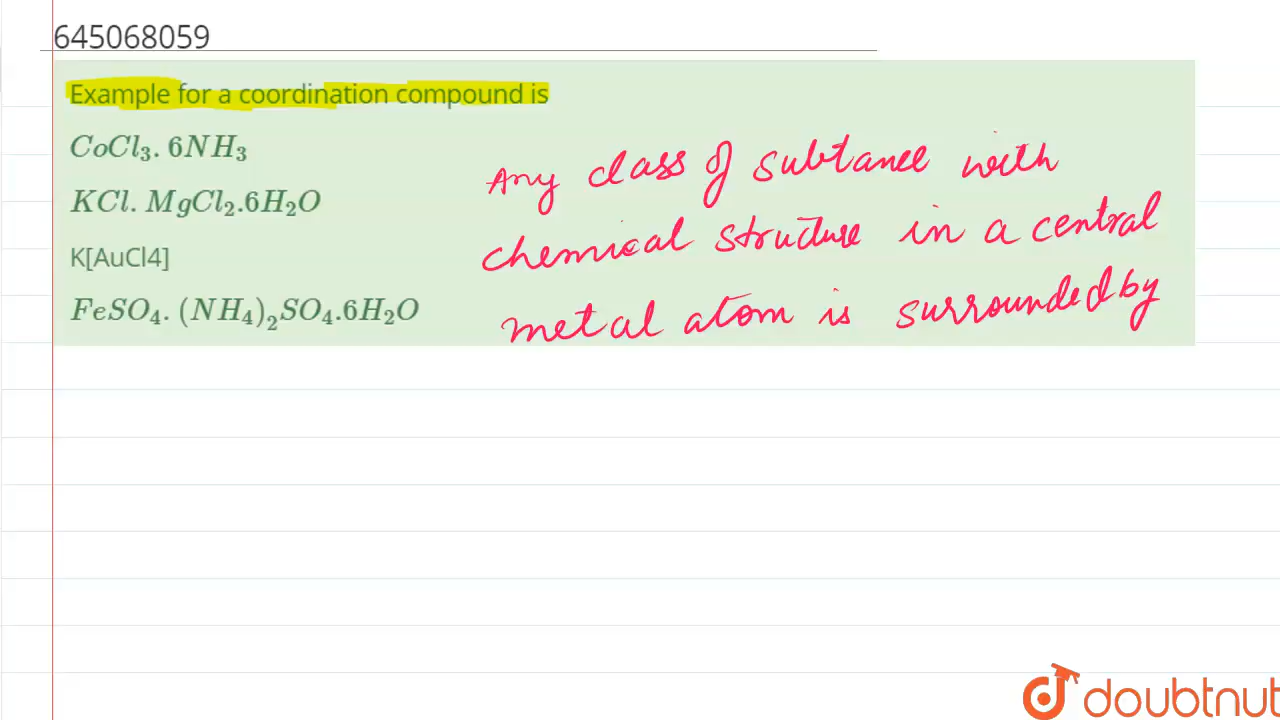 645068059
Example for a coordination compound is
CoCl₃. 6NH₃
KCl. MgCl₂.6H₂O
K[AuCl4]
FeSO₄. (NH₄)₂SO₄.6H₂O
Any class of subtance with
chemical structure in a central
metal atom is surrounded by
doubtnut